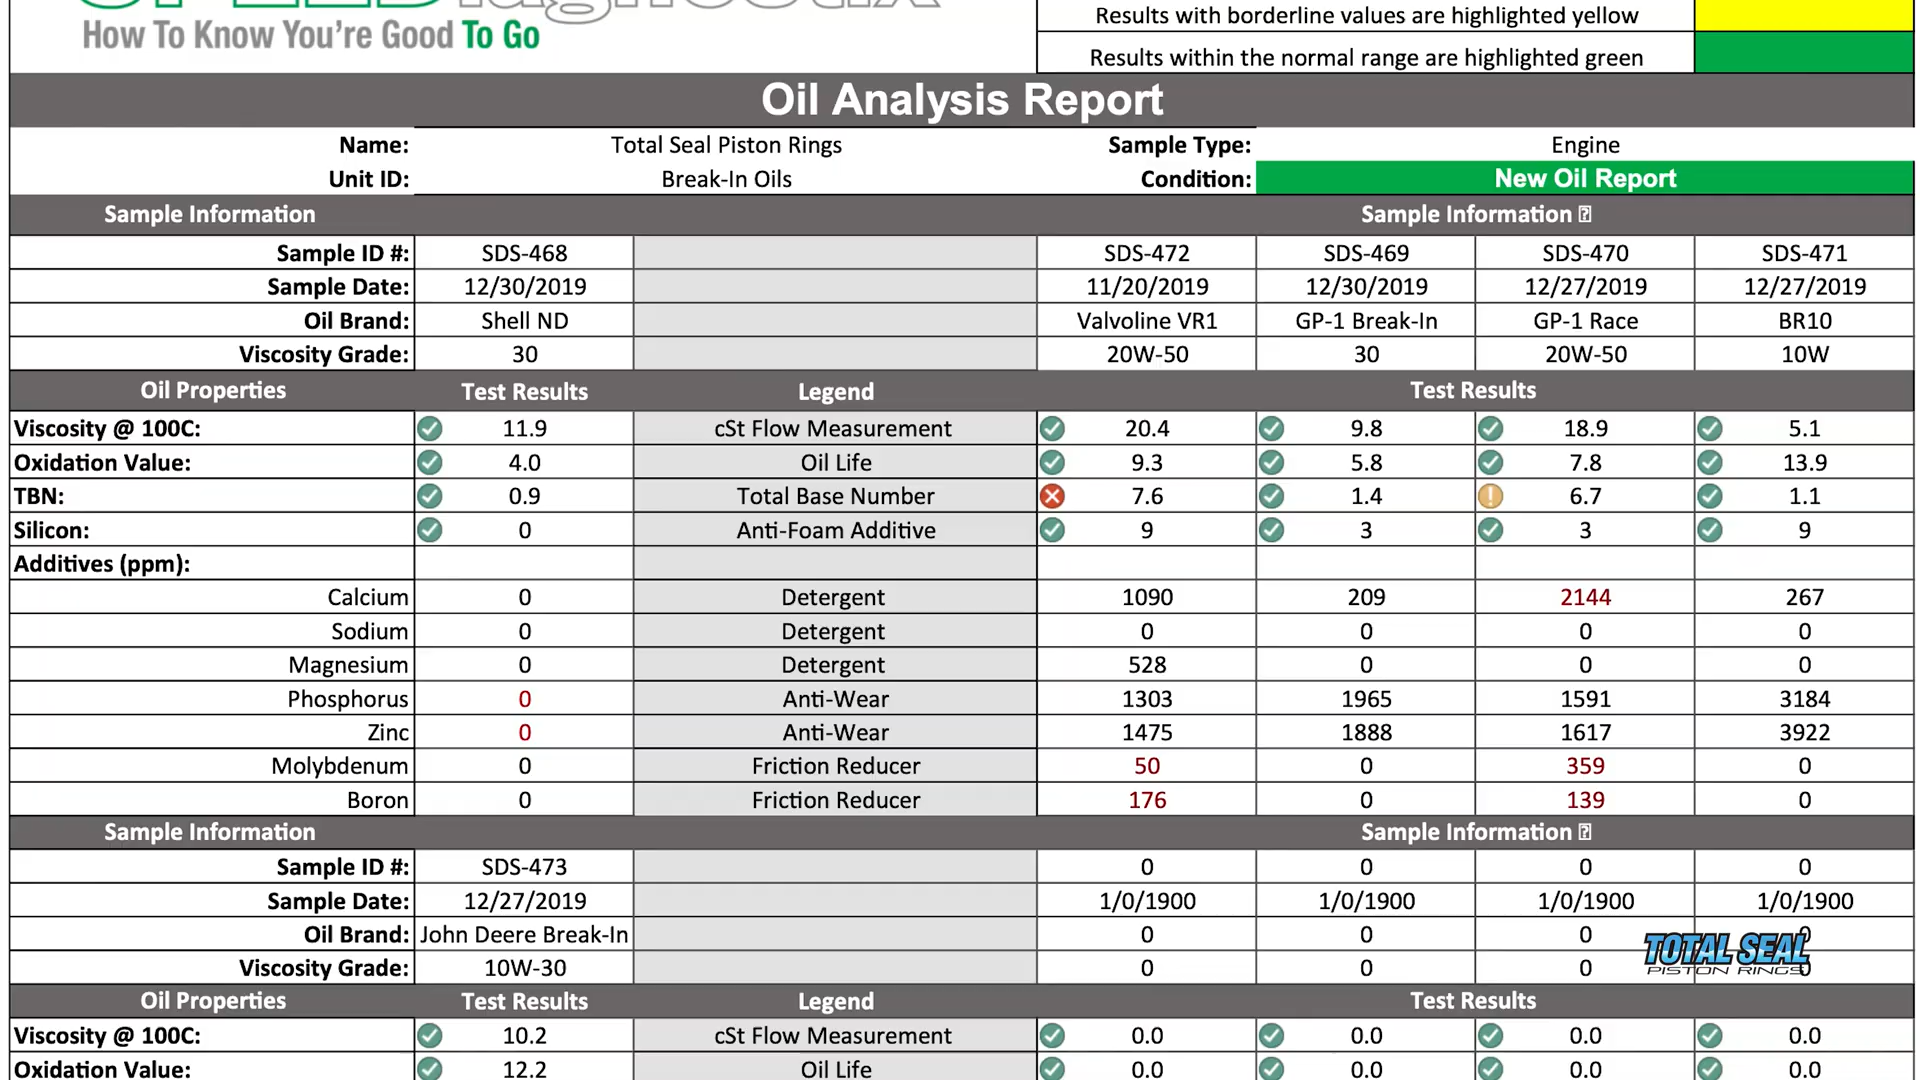 How To Know You're Good To Go
Results with borderline values are highlighted yellow
Results within the normal range are highlighted green
Oil Analysis Report
Name: Total Seal Piston Rings Sample Type: Engine
Unit ID: Break-In Oils Condition: New Oil Report
Sample Information Sample Information
Sample ID #: SDS-468 SDS-472 SDS-469 SDS-470 SDS-471
Sample Date: 12/30/2019 11/20/2019 12/30/2019 12/27/2019 12/27/2019
Oil Brand: Shell ND Valvoline VR1 GP-1 Break-In GP-1 Race BR10
Viscosity Grade: 30 20W-50 30 20W-50 10W
Oil Properties Test Results Legend Test Results
Viscosity @ 100C: 11.9 cSt Flow Measurement 20.4 9.8 18.9 5.1
Oxidation Value: 4.0 Oil Life 9.3 5.8 7.8 13.9
TBN: 0.9 Total Base Number 7.6 1.4 6.7 1.1
Silicon: 0 Anti-Foam Additive 9 3 3 9
Additives (ppm):
Calcium 0 Detergent 1090 209 2144 267
Sodium 0 Detergent 0 0 0 0
Magnesium 0 Detergent 528 0 0 0
Phosphorus 0 Anti-Wear 1303 1965 1591 3184
Zinc 0 Anti-Wear 1475 1888 1617 3922
Molybdenum 0 Friction Reducer 50 0 359 0
Boron 0 Friction Reducer 176 0 139 0
Sample Information Sample Information
Sample ID #: SDS-473 0 0 0 0
Sample Date: 12/27/2019 1/0/1900 1/0/1900 1/0/1900 1/0/1900
Oil Brand: John Deere Break-In 0 0 0 0
Viscosity Grade: 10W-30 0 0 0 0
TOTAL SEAL
PISTON RINGS
Oil Properties Test Results Legend Test Results
Viscosity @ 100C: 10.2 cSt Flow Measurement 0.0 0.0 0.0 0.0
Oxidation Value: 12.2 Oil Life 0.0 0.0 0.0 0.0